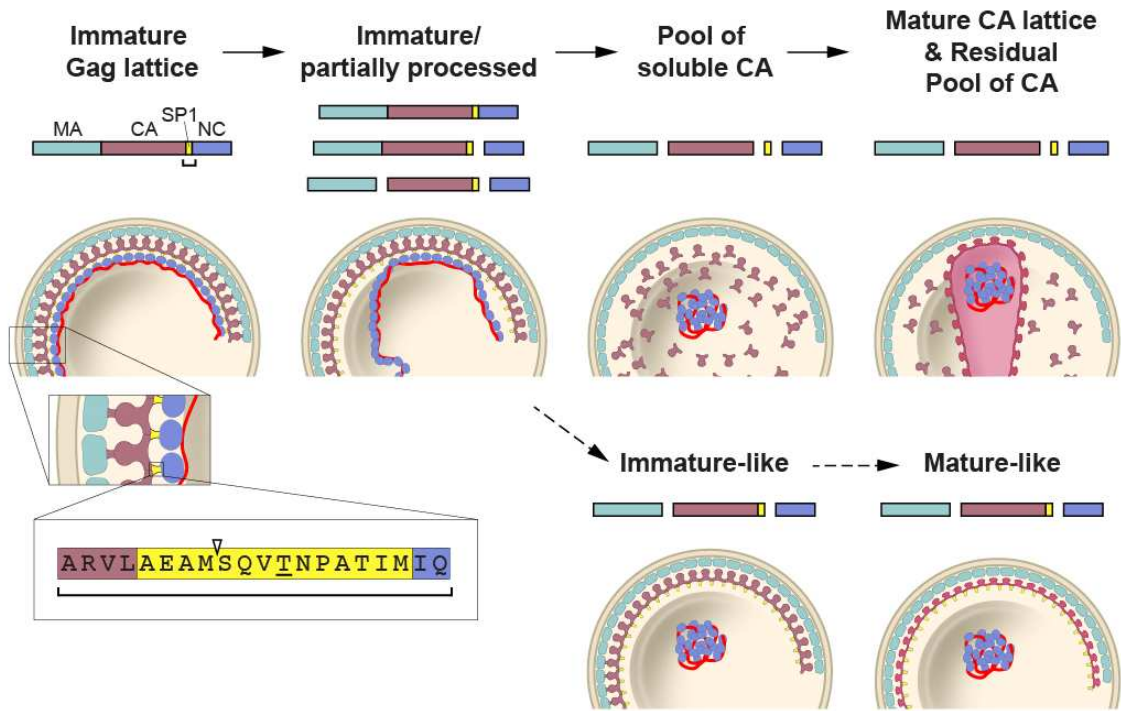 Immature
Gag lattice
Immature/
partially processed
Pool of
soluble CA
Mature CA lattice
& Residual
Pool of CA
SP1
MA CA NC
Immature-like
Mature-like
ARVLAEAMSQVTNPATIMIQ